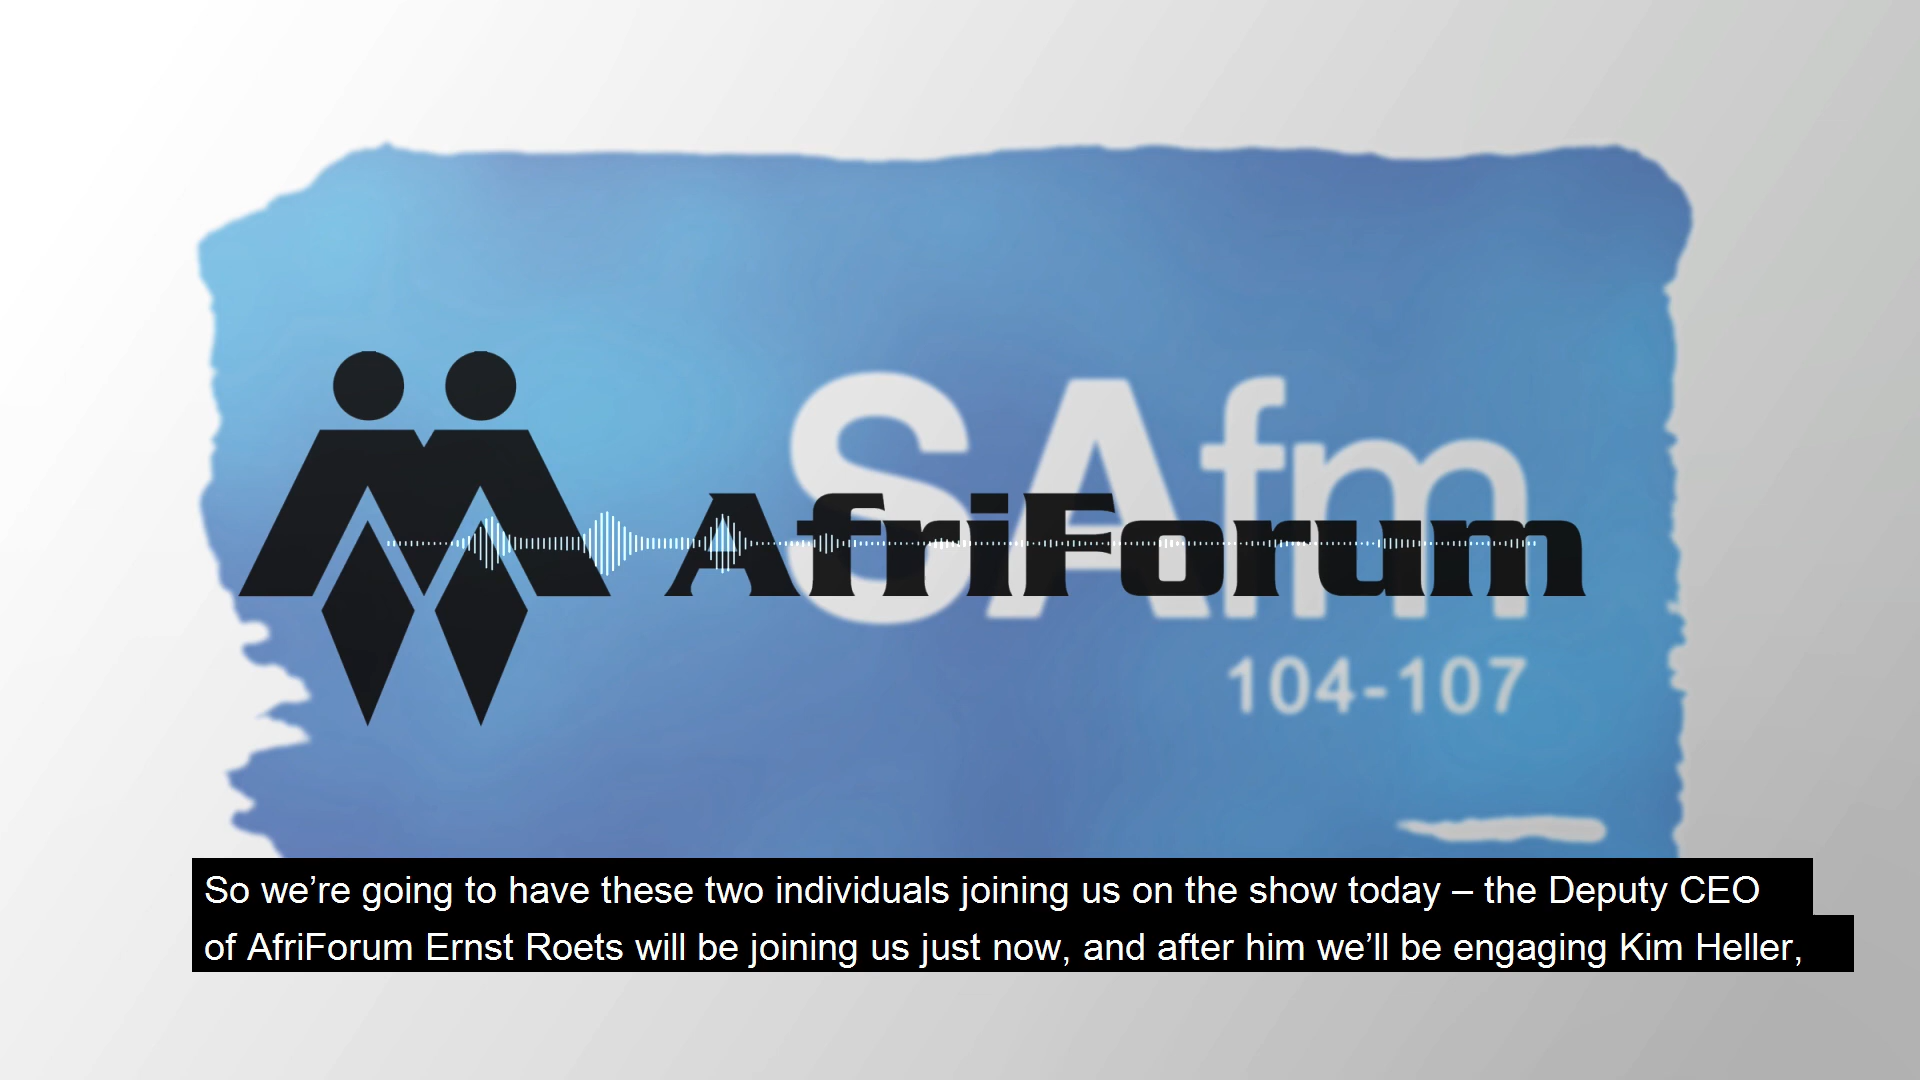 SAfm
AfriForum
104-107
So we’re going to have these two individuals joining us on the show today – the Deputy CEO
of AfriForum Ernst Roets will be joining us just now, and after him we’ll be engaging Kim Heller,